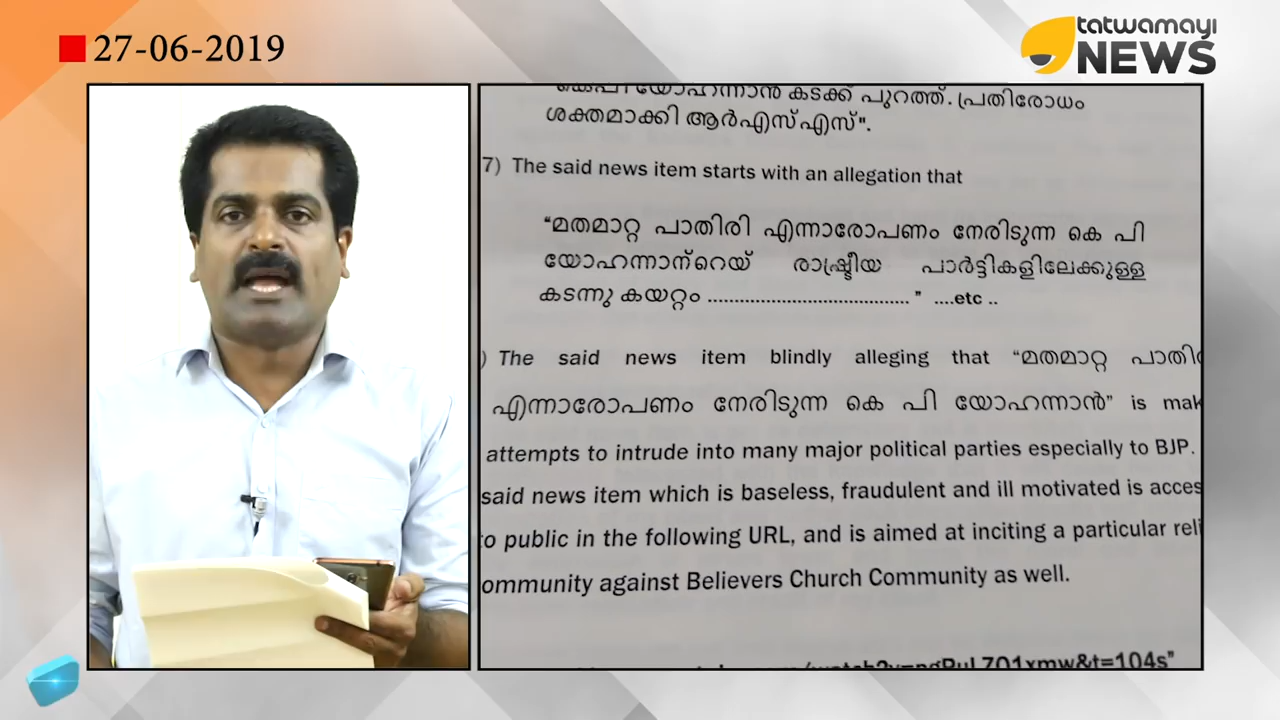 27-06-2019
tatwamayi
NEWS
കെപി യോഹന്നാൻ കടക്ക് പുറത്ത്. പ്രതിരോധം
ശക്തമാക്കി ആർഎസ്എസ്".
7) The said news item starts with an allegation that
“മതമാറ്റ പാതിരി എന്നാരോപണം നേരിടുന്ന കെ പി
യോഹന്നാന്റെയ് രാഷ്ട്രീയ പാർട്ടികളിലേക്കുള്ള
കടന്നു കയറ്റം ....................................... ” ....etc ..
) The said news item blindly alleging that “മതമാറ്റ
എന്നാരോപണം നേരിടുന്ന കെ പി യോഹന്നാൻ” is
attempts to intrude into many major political parties especially to BJP.
said news item which is baseless, fraudulent and ill motivated is
to public in the following URL, and is aimed at inciting a particular
ommunity against Believers Church Community as well.